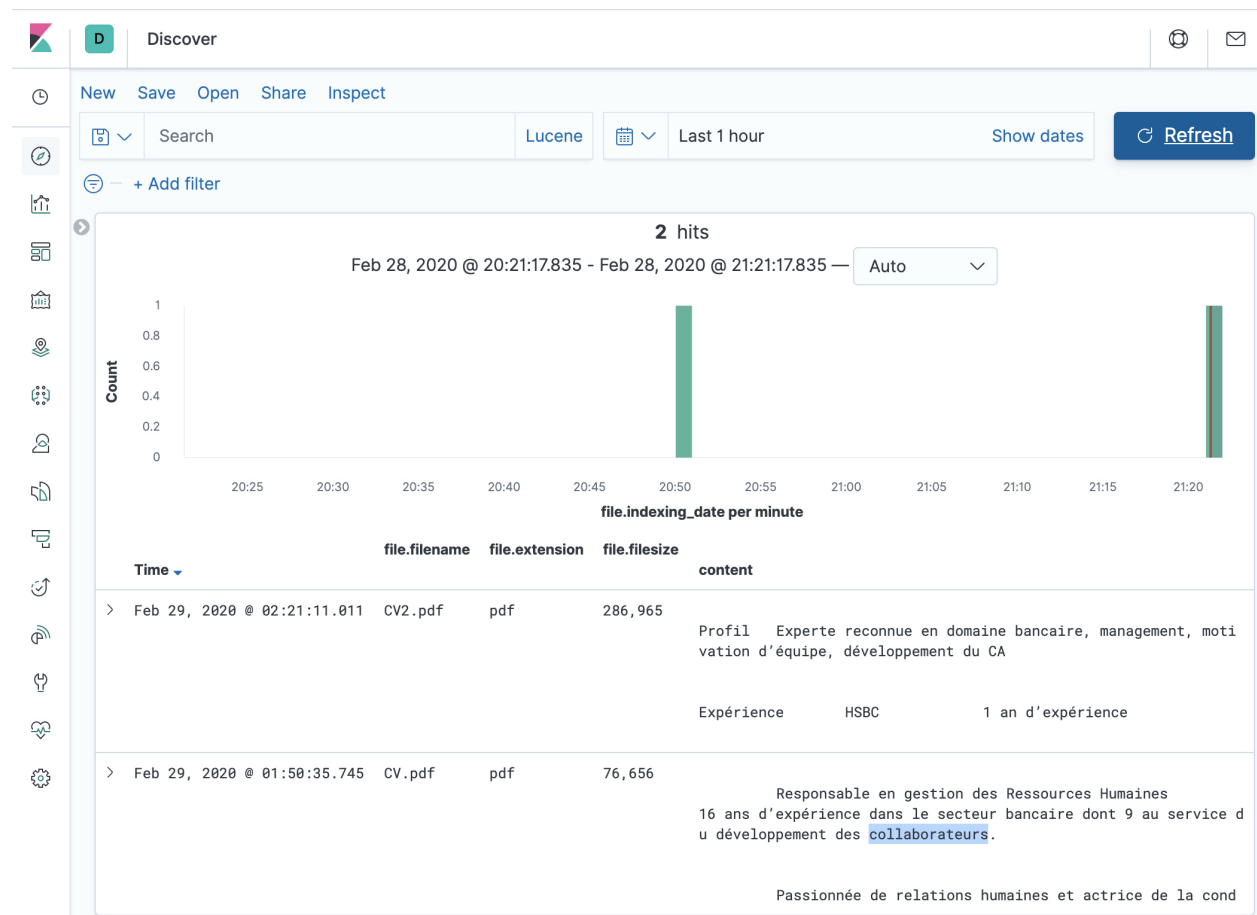 D Discover
New Save Open Share Inspect
Search Lucene Last 1 hour Show dates Refresh
+ Add filter
2 hits
Feb 28, 2020 @ 20:21:17.835 - Feb 28, 2020 @ 21:21:17.835 — Auto
1
0.8
0.6
0.4
0.2
0
Count
20:25 20:30 20:35 20:40 20:45 20:50 20:55 21:00 21:05 21:10 21:15 21:20
file.indexing_date per minute
Time file.filename file.extension file.filesize content
Feb 29, 2020 @ 02:21:11.011 CV2.pdf pdf 286,965
Profil Experte reconnue en domaine bancaire, management, moti
vation d’équipe, développement du CA
Expérience HSBC 1 an d’expérience
Feb 29, 2020 @ 01:50:35.745 CV.pdf pdf 76,656
Responsable en gestion des Ressources Humaines
16 ans d’expérience dans le secteur bancaire dont 9 au service d
u développement des collaborateurs.
Passionnée de relations humaines et actrice de la cond